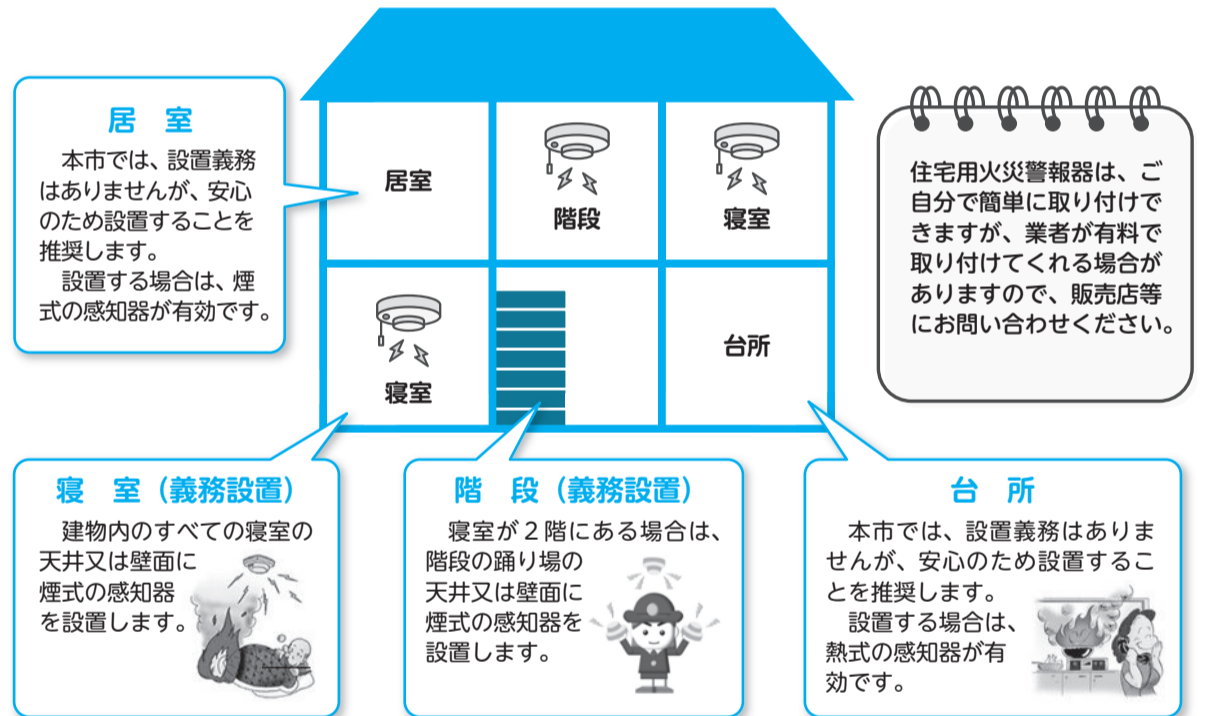 居　室
本市では、設置義務
はありませんが、安心
のため設置することを
推奨します。
設置する場合は、煙
式の感知器が有効です。
居室
階段
寝室
寝室
台所
住宅用火災警報器は、ご
自分で簡単に取り付けで
きますが、業者が有料で
取り付けてくれる場合が
ありますので、販売店等
にお問い合わせください。
寝　室（義務設置）
建物内のすべての寝室の
天井又は壁面に
煙式の感知器
を設置します。
階　段（義務設置）
寝室が２階にある場合は、
階段の踊り場の
天井又は壁面に
煙式の感知器を
設置します。
台　所
本市では、設置義務はありま
せんが、安心のため設置するこ
とを推奨します。
設置する場合は、
熱式の感知器が有
効です。